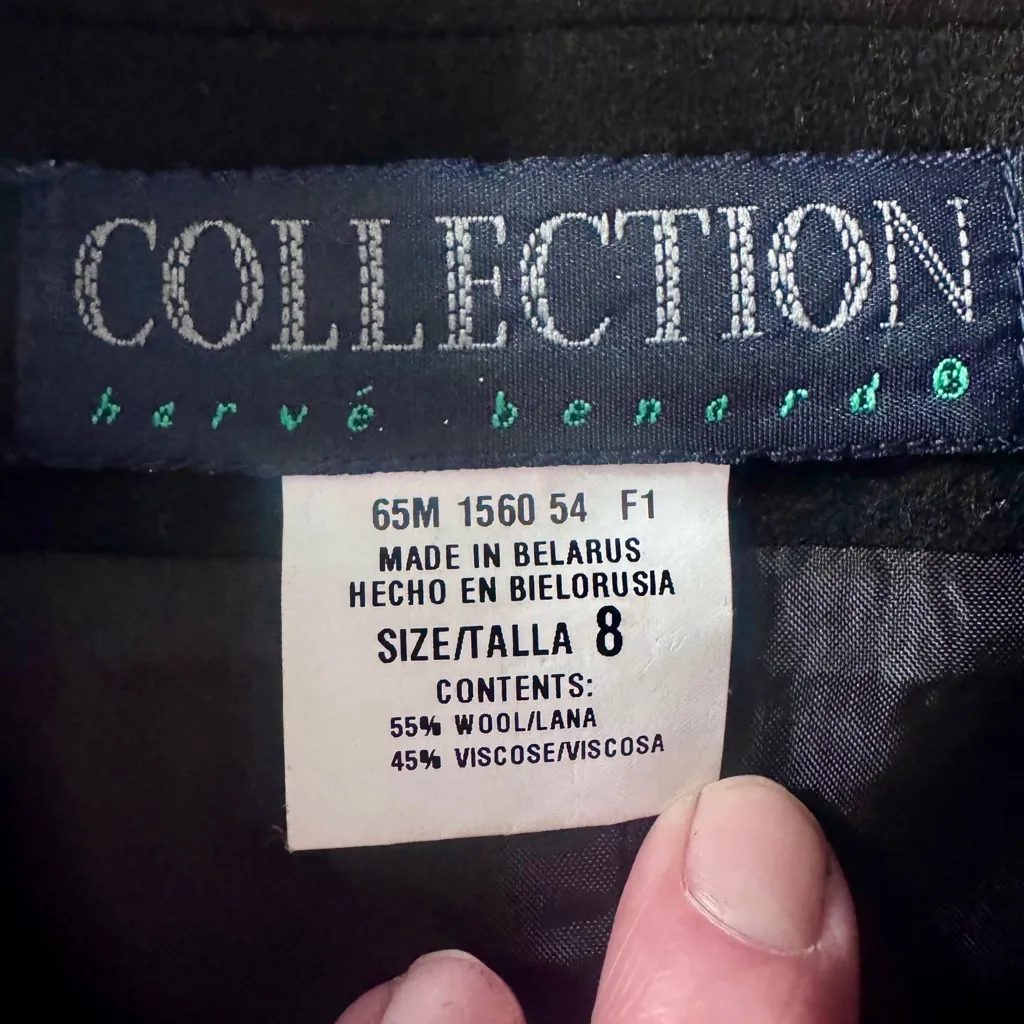 COLLECTION
hervé benard®
65M 1560 54 F1
MADE IN BELARUS
HECHO EN BIELORUSIA
SIZE/TALLA 8
CONTENTS:
55% WOOL/LANA
45% VISCOSE/VISCOSA